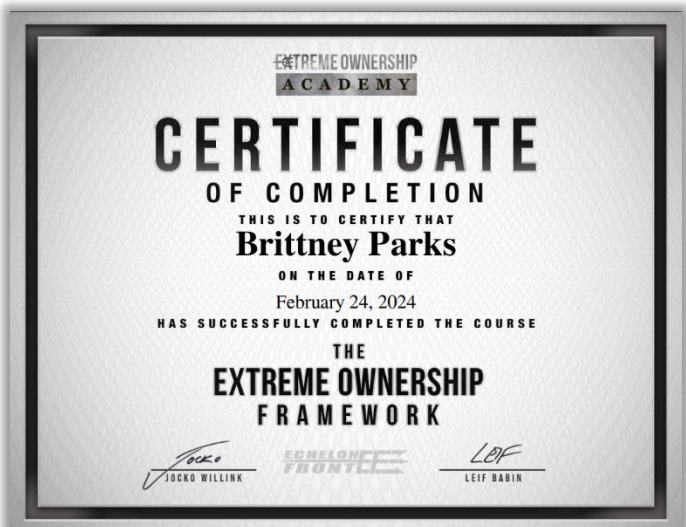 EXTREME OWNERSHIP
ACADEMY
CERTIFICATE
OF COMPLETION
THIS IS TO CERTIFY THAT
Brittney Parks
ON THE DATE OF
February 24, 2024
HAS SUCCESSFULLY COMPLETED THE COURSE
THE
EXTREME OWNERSHIP
FRAMEWORK
Jocko
JOCKO WILLINK
ECHELON
FRONT
LEIF
LEIF BABIN